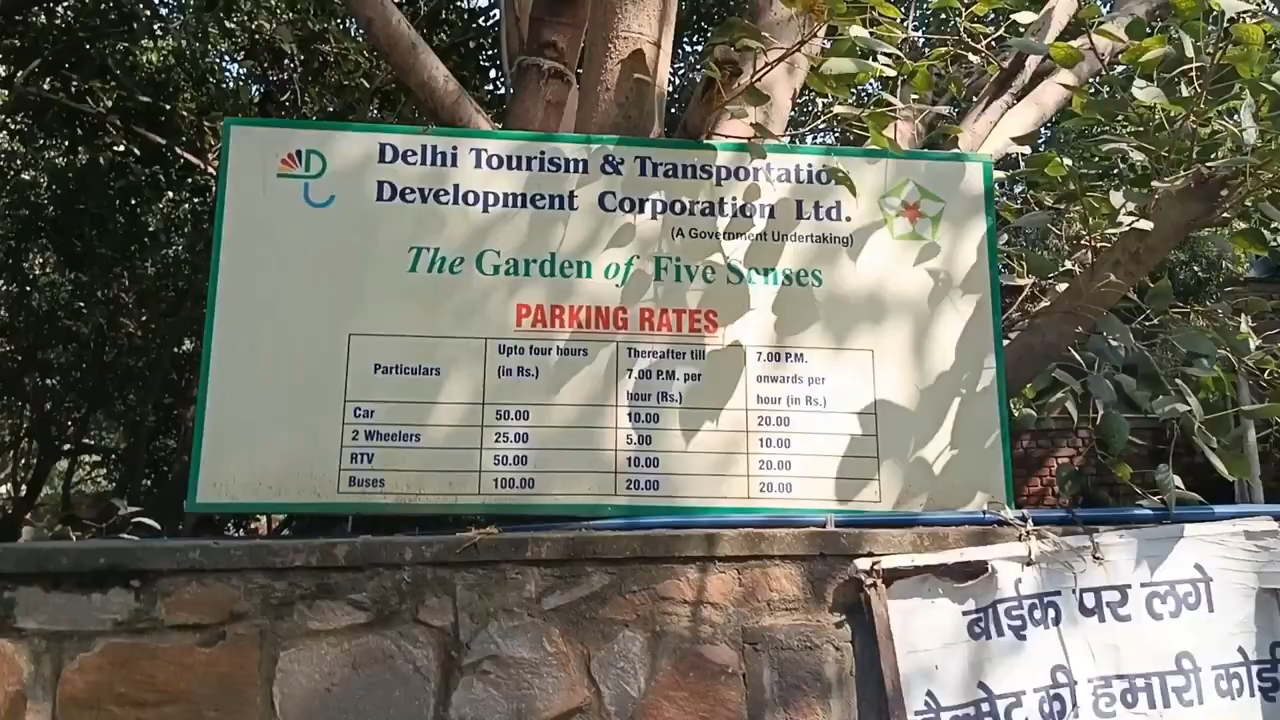 Delhi Tourism & Transportation
Development Corporation Ltd.
(A Government Undertaking)
The Garden of Five Senses
PARKING RATES
Particulars Upto four hours (in Rs.) Thereafter till 7.00 P.M. per hour (Rs.) 7.00 P.M. onwards per hour (in Rs.)
Car 50.00 10.00 20.00
2 Wheelers 25.00 5.00 10.00
RTV 50.00 10.00 20.00
Buses 100.00 20.00 20.00
बाईक पर लगे
हैल्मेट की हमारी कोई